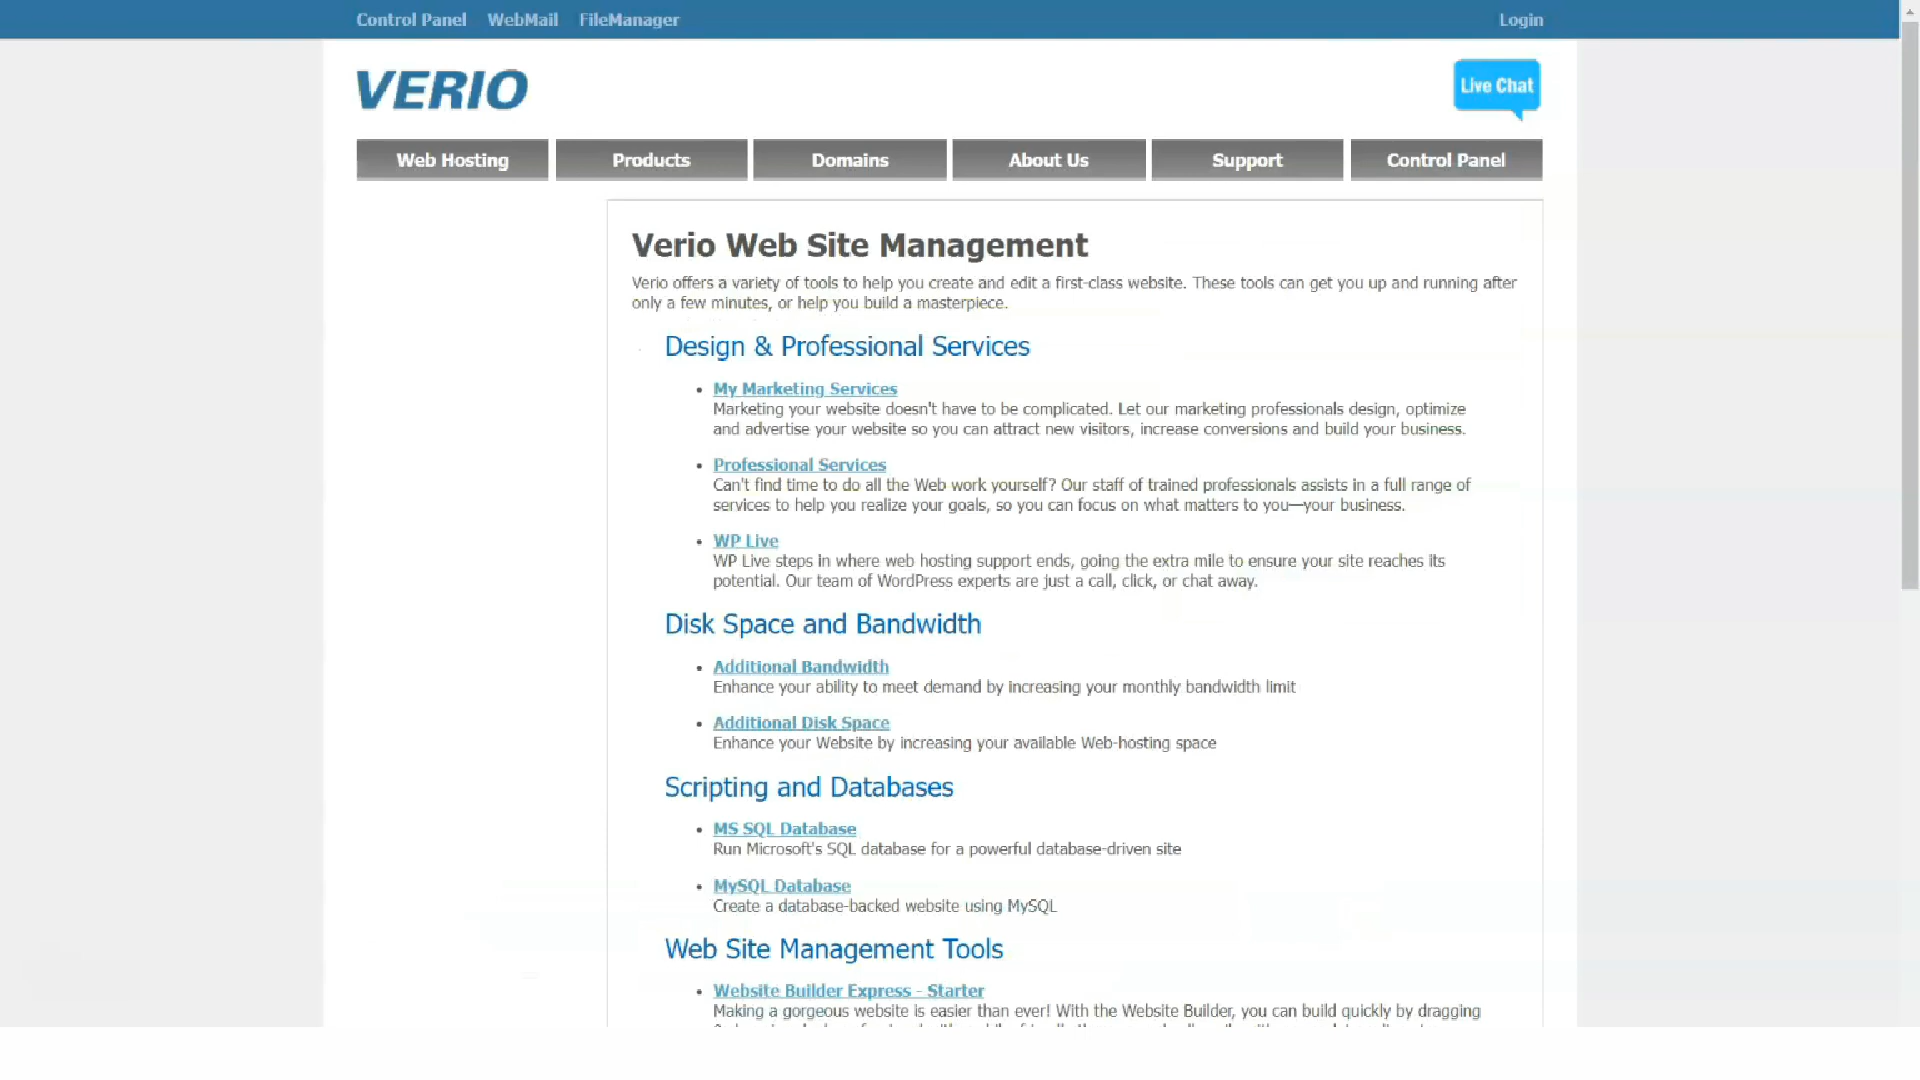 Control Panel WebMail FileManager Login
VERIO
Live Chat
Web Hosting Products Domains About Us Support Control Panel
Verio Web Site Management
Verio offers a variety of tools to help you create and edit a first-class website. These tools can get you up and running after
only a few minutes, or help you build a masterpiece.
Design & Professional Services
• My Marketing Services
Marketing your website doesn't have to be complicated. Let our marketing professionals design, optimize
and advertise your website so you can attract new visitors, increase conversions and build your business.
• Professional Services
Can't find time to do all the Web work yourself? Our staff of trained professionals assists in a full range of
services to help you realize your goals, so you can focus on what matters to you—your business.
• WP Live
WP Live steps in where web hosting support ends, going the extra mile to ensure your site reaches its
potential. Our team of WordPress experts are just a call, click, or chat away.
Disk Space and Bandwidth
• Additional Bandwidth
Enhance your ability to meet demand by increasing your monthly bandwidth limit
• Additional Disk Space
Enhance your Website by increasing your available Web-hosting space
Scripting and Databases
• MS SQL Database
Run Microsoft's SQL database for a powerful database-driven site
• MySQL Database
Create a database-backed website using MySQL
Web Site Management Tools
• Website Builder Express - Starter
Making a gorgeous website is easier than ever! With the Website Builder, you can build quickly by dragging